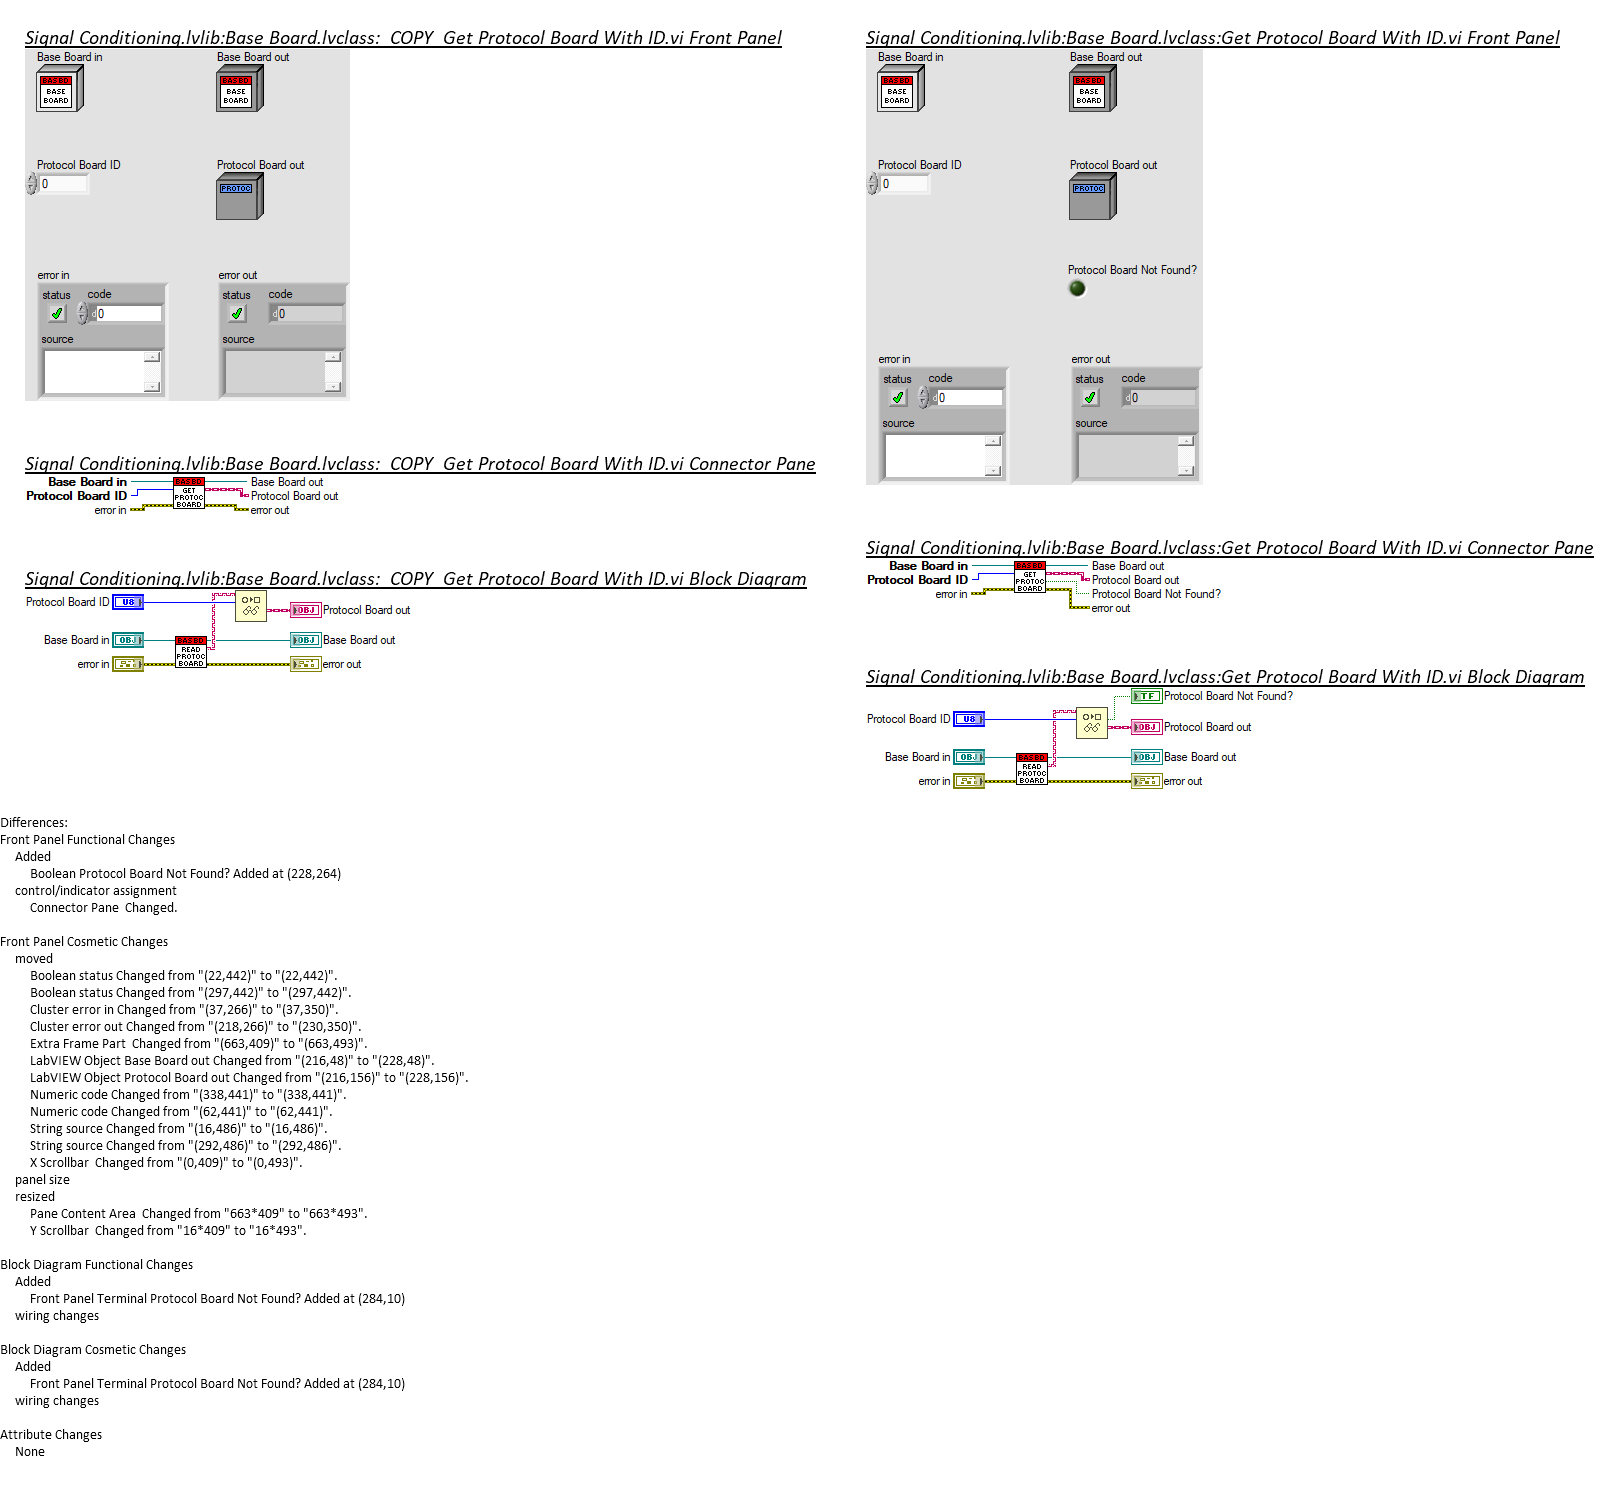 Signal Conditioning.lvlib:Base Board.lvclass:  COPY  Get Protocol Board With ID.vi Front Panel
Base Board in
Base Board out
BASBD
BASE
BOARD
BASBD
BASE
BOARD
Protocol Board ID
Protocol Board out
0
PROTOC
error in
error out
status code
status code
d0
d0
source
source
Signal Conditioning.lvlib:Base Board.lvclass:  COPY  Get Protocol Board With ID.vi Connector Pane
Base Board in
Protocol Board ID
error in
BASBD
GET
PROTOC
BOARD
Base Board out
Protocol Board out
error out
Signal Conditioning.lvlib:Base Board.lvclass:  COPY  Get Protocol Board With ID.vi Block Diagram
Protocol Board ID U8
OBJ Protocol Board out
Base Board in OBJ
BASBD
READ
PROTOC
BOARD
OBJ Base Board out
error in
error out
Signal Conditioning.lvlib:Base Board.lvclass:Get Protocol Board With ID.vi Front Panel
Base Board in
Base Board out
BASBD
BASE
BOARD
BASBD
BASE
BOARD
Protocol Board ID
Protocol Board out
0
PROTOC
Protocol Board Not Found?
error in
error out
status code
status code
d0
d0
source
source
Signal Conditioning.lvlib:Base Board.lvclass:Get Protocol Board With ID.vi Connector Pane
Base Board in
Protocol Board ID
error in
BASBD
GET
PROTOC
BOARD
Base Board out
Protocol Board out
Protocol Board Not Found?
error out
Signal Conditioning.lvlib:Base Board.lvclass:Get Protocol Board With ID.vi Block Diagram
TF Protocol Board Not Found?
Protocol Board ID U8
OBJ Protocol Board out
Base Board in OBJ
BASBD
READ
PROTOC
BOARD
OBJ Base Board out
error in
error out
Differences:
Front Panel Functional Changes
Added
Boolean Protocol Board Not Found? Added at (228,264)
control/indicator assignment
Connector Pane  Changed.
Front Panel Cosmetic Changes
moved
Boolean status Changed from "(22,442)" to "(22,442)".
Boolean status Changed from "(297,442)" to "(297,442)".
Cluster error in Changed from "(37,266)" to "(37,350)".
Cluster error out Changed from "(218,266)" to "(230,350)".
Extra Frame Part  Changed from "(663,409)" to "(663,493)".
LabVIEW Object Base Board out Changed from "(216,48)" to "(228,48)".
LabVIEW Object Protocol Board out Changed from "(216,156)" to "(228,156)".
Numeric code Changed from "(338,441)" to "(338,441)".
Numeric code Changed from "(62,441)" to "(62,441)".
String source Changed from "(16,486)" to "(16,486)".
String source Changed from "(292,486)" to "(292,486)".
X Scrollbar  Changed from "(0,409)" to "(0,493)".
panel size
resized
Pane Content Area  Changed from "663*409" to "663*493".
Y Scrollbar  Changed from "16*409" to "16*493".
Block Diagram Functional Changes
Added
Front Panel Terminal Protocol Board Not Found? Added at (284,10)
wiring changes
Block Diagram Cosmetic Changes
Added
Front Panel Terminal Protocol Board Not Found? Added at (284,10)
wiring changes
Attribute Changes
None